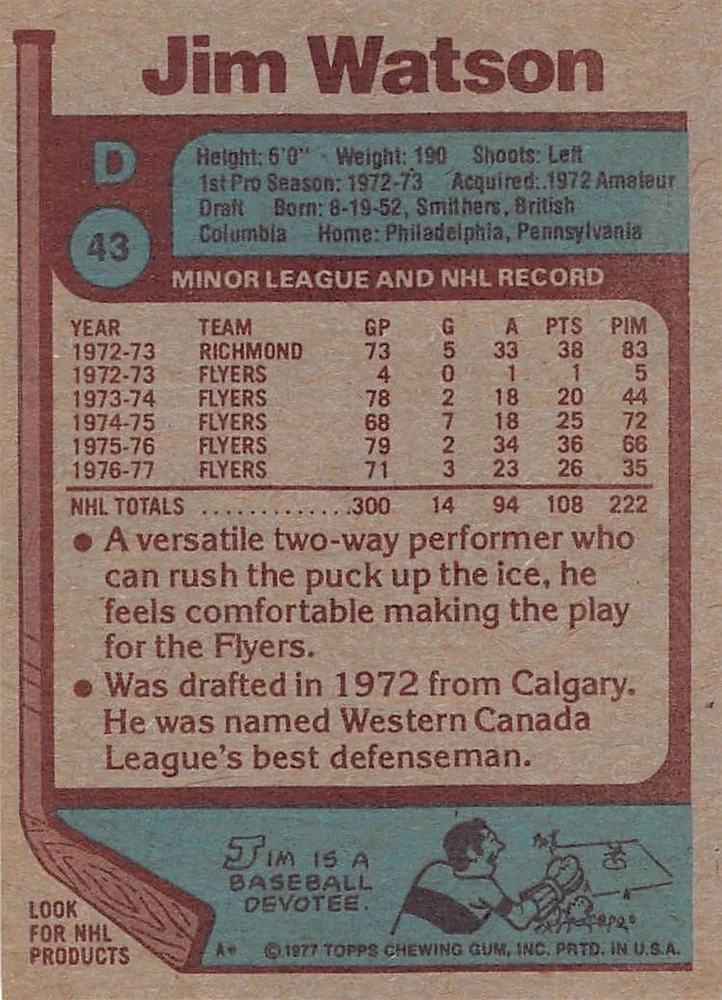 Jim Watson
D
43
Height: 6'0" Weight: 190 Shoots: Left
1st Pro Season: 1972-73 Acquired: 1972 Amateur
Draft Born: 8-19-52, Smithers, British
Columbia Home: Philadelphia, Pennsylvania
MINOR LEAGUE AND NHL RECORD
YEAR TEAM GP G A PTS PIM
1972-73 RICHMOND 73 5 33 38 83
1972-73 FLYERS 4 0 1 1 5
1973-74 FLYERS 78 2 18 20 44
1974-75 FLYERS 68 7 18 25 72
1975-76 FLYERS 79 2 34 36 66
1976-77 FLYERS 71 3 23 26 35
NHL TOTALS ..............300 14 94 108 222
• A versatile two-way performer who
can rush the puck up the ice, he
feels comfortable making the play
for the Flyers.
• Was drafted in 1972 from Calgary.
He was named Western Canada
League's best defenseman.
JIM IS A
BASEBALL
DEVOTEE.
LOOK
FOR NHL
PRODUCTS
A* ©1977 TOPPS CHEWING GUM, INC. PRTD. IN U.S.A.